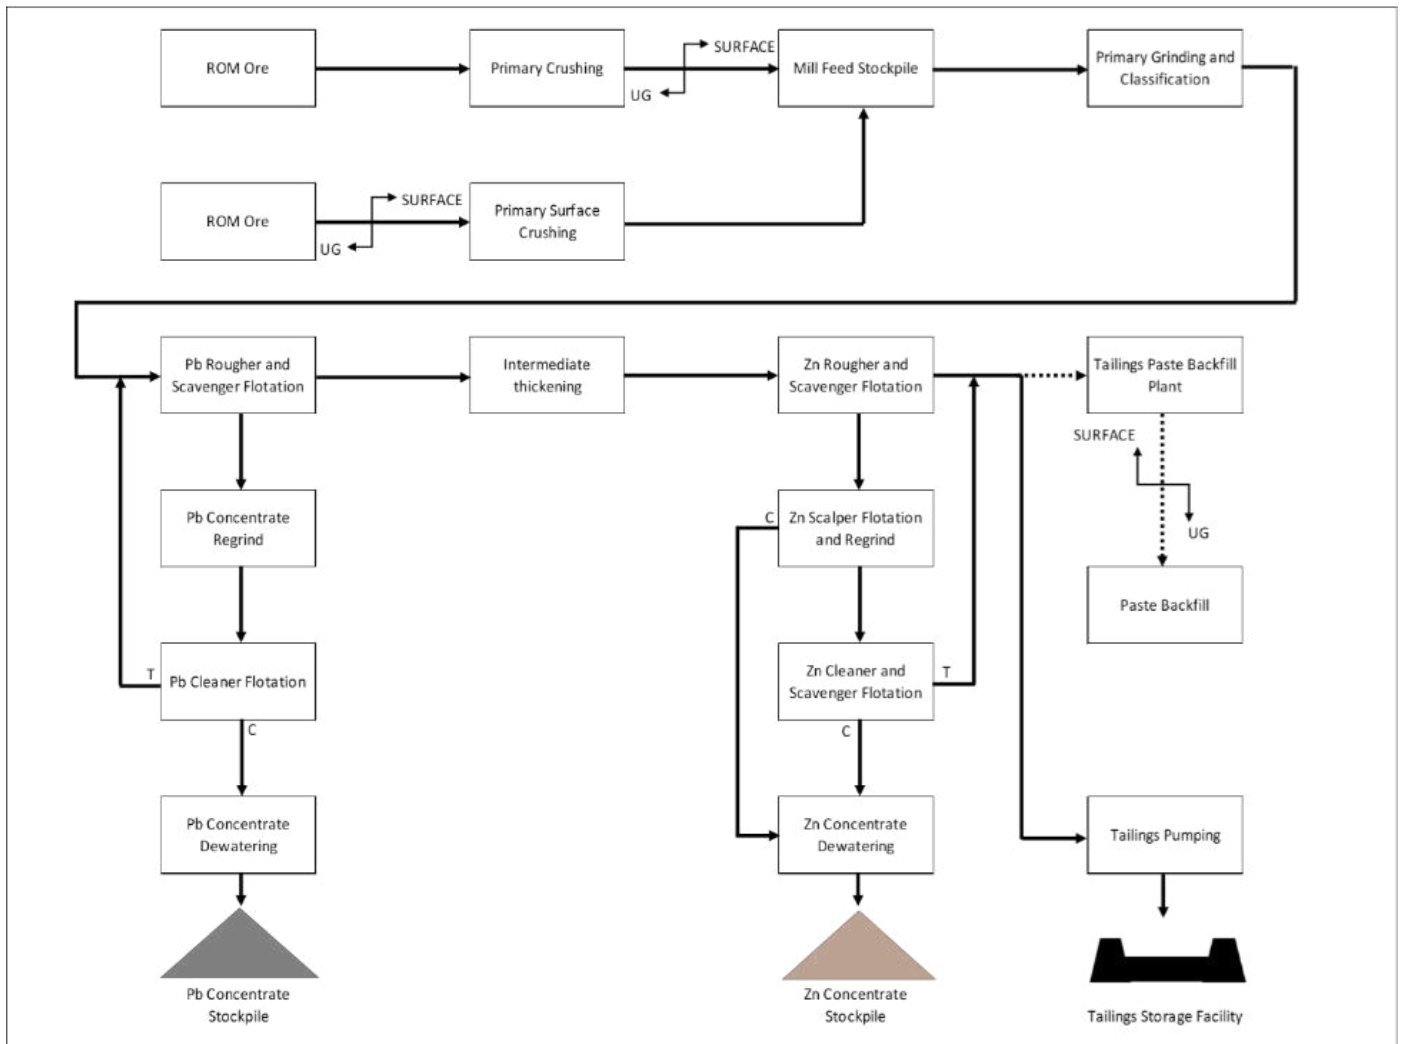 ROM Ore
Primary Crushing
SURFACE
UG
Mill Feed Stockpile
Primary Grinding and
Classification
ROM Ore
SURFACE
UG
Primary Surface
Crushing
Pb Rougher and
Scavenger Flotation
Intermediate
thickening
Zn Rougher and
Scavenger Flotation
Tailings Paste Backfill
Plant
SURFACE
UG
Pb Concentrate
Regrind
C
Zn Scalper Flotation
and Regrind
Paste Backfill
T
Pb Cleaner Flotation
C
Zn Cleaner and
Scavenger Flotation
T
C
Pb Concentrate
Dewatering
Zn Concentrate
Dewatering
Tailings Pumping
Pb Concentrate
Stockpile
Zn Concentrate
Stockpile
Tailings Storage Facility